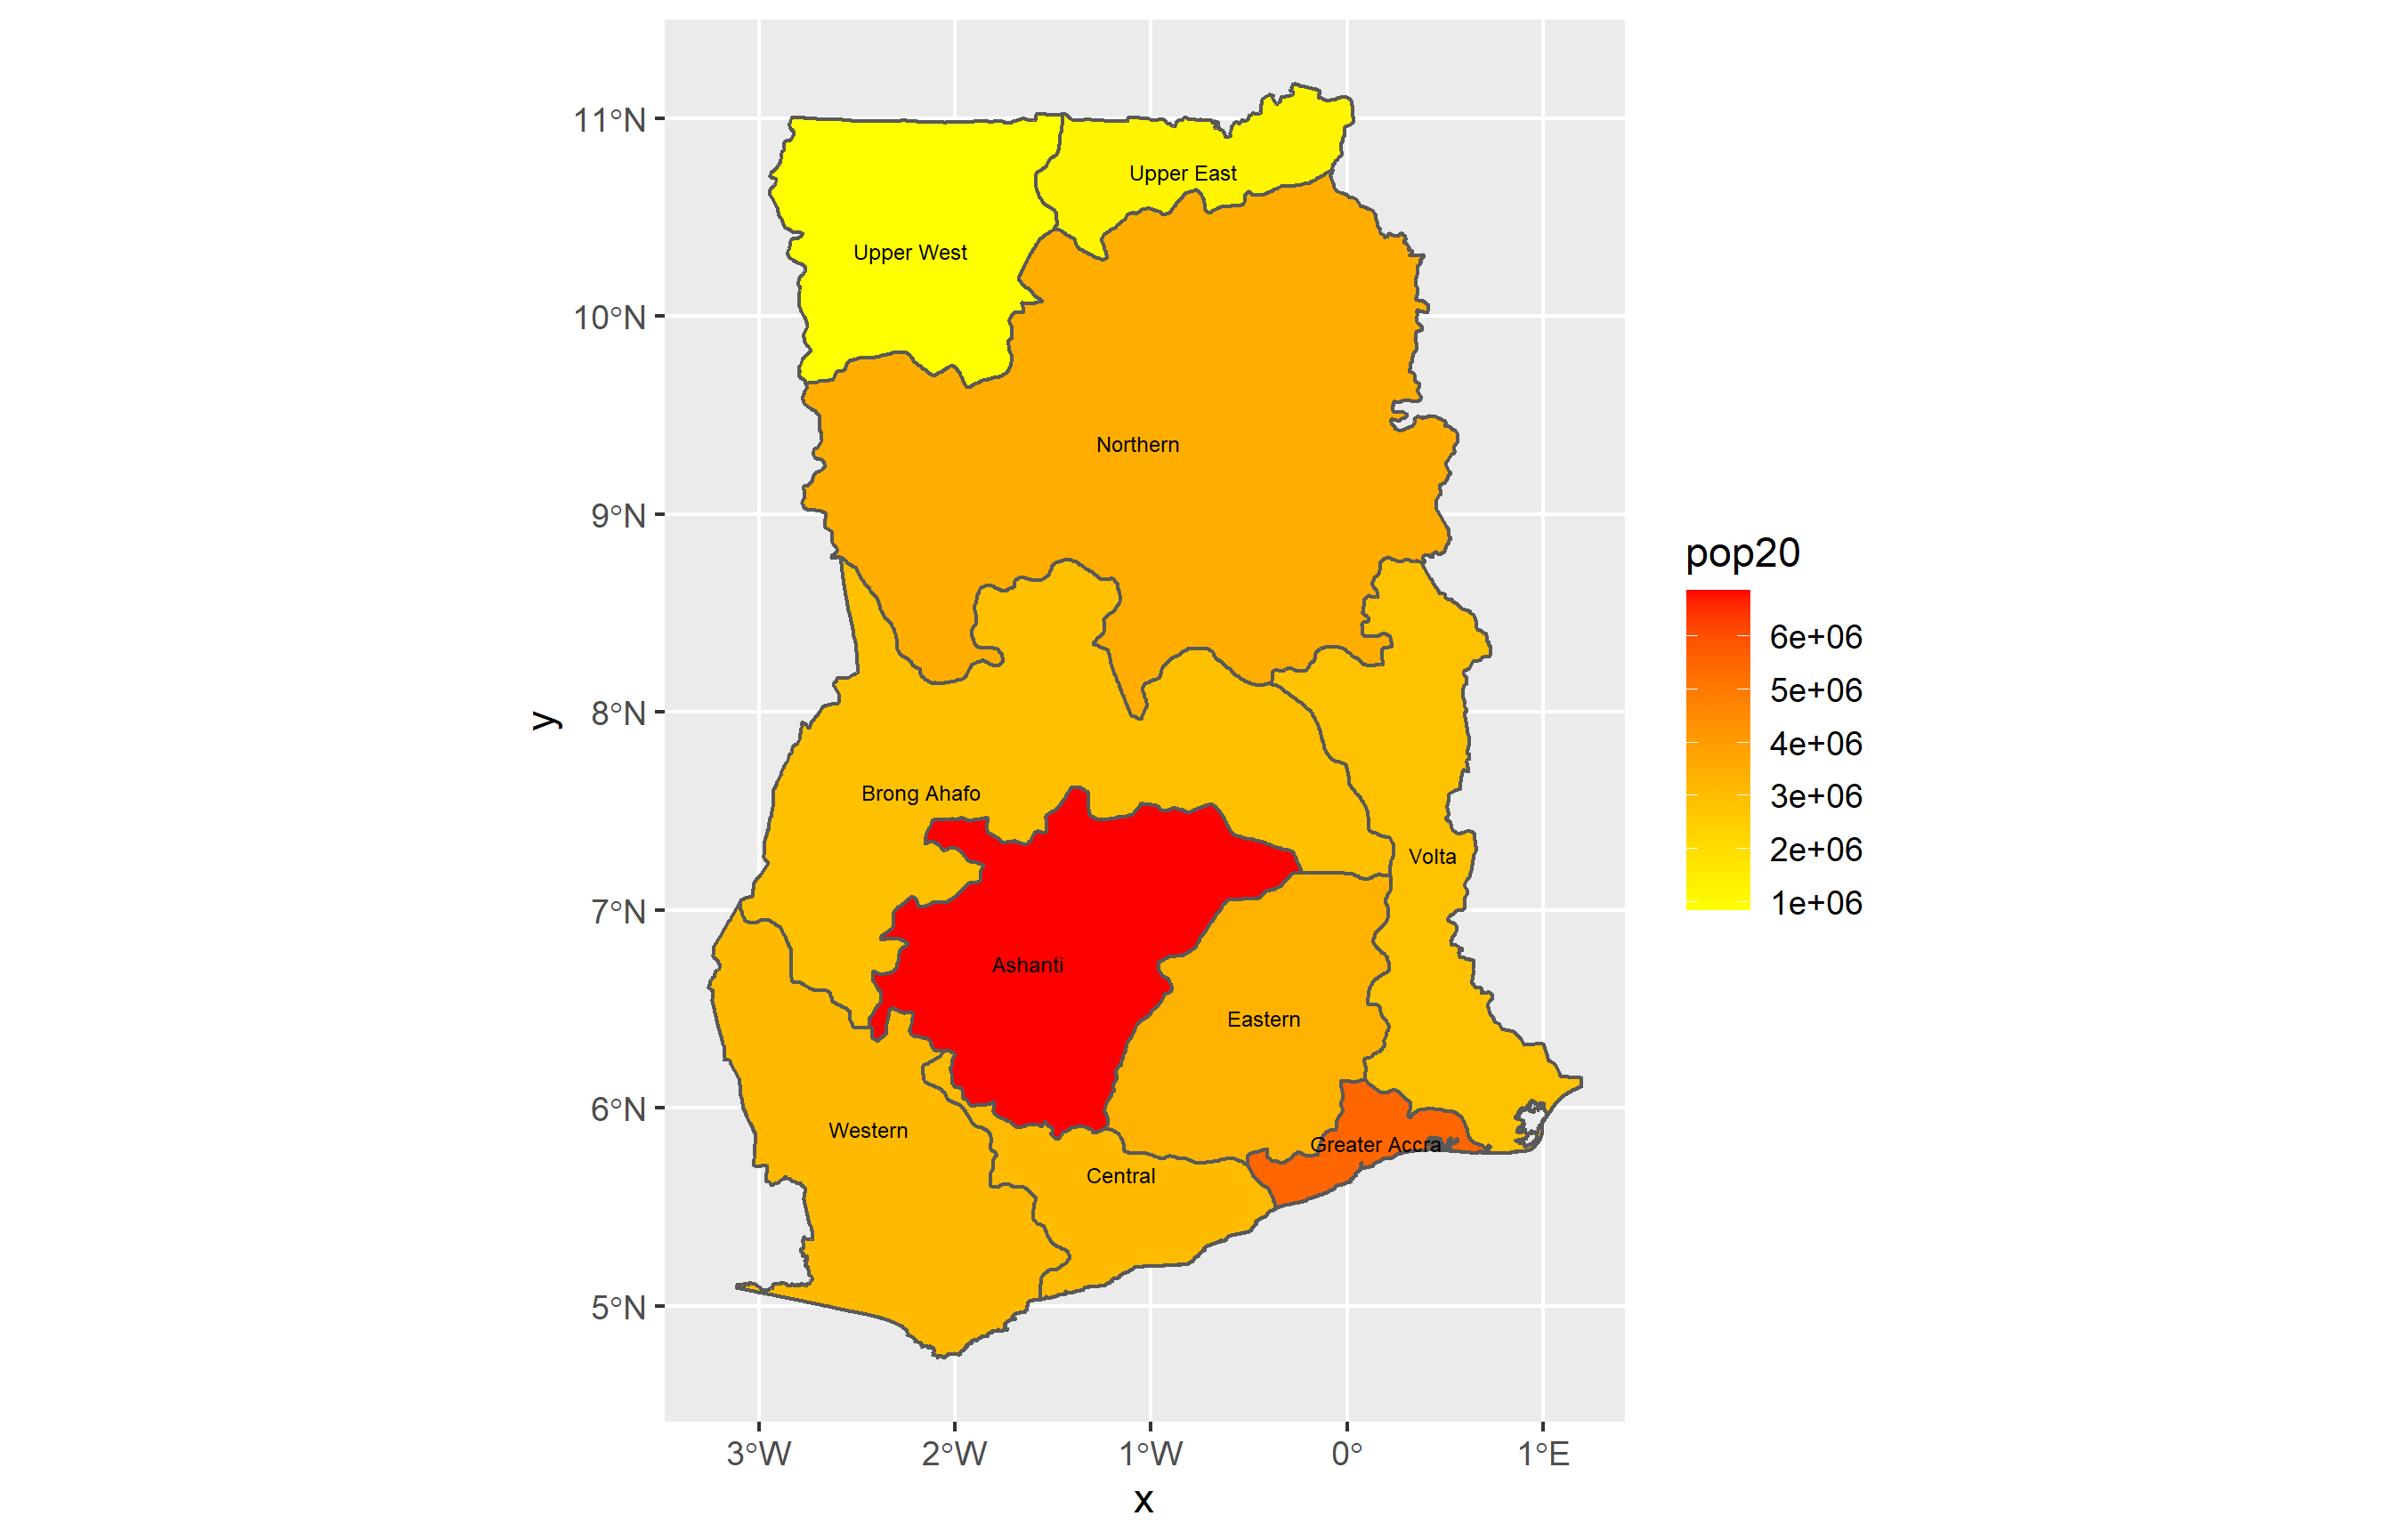 11°N
10°N
9°N
8°N
7°N
6°N
5°N
y
Upper East
Upper West
Northern
Brong Ahafo
Volta
Ashanti
Eastern
Western
Greater Accra
Central
3°W
2°W
1°W
0°
1°E
x
pop20
6e+06
5e+06
4e+06
3e+06
2e+06
1e+06